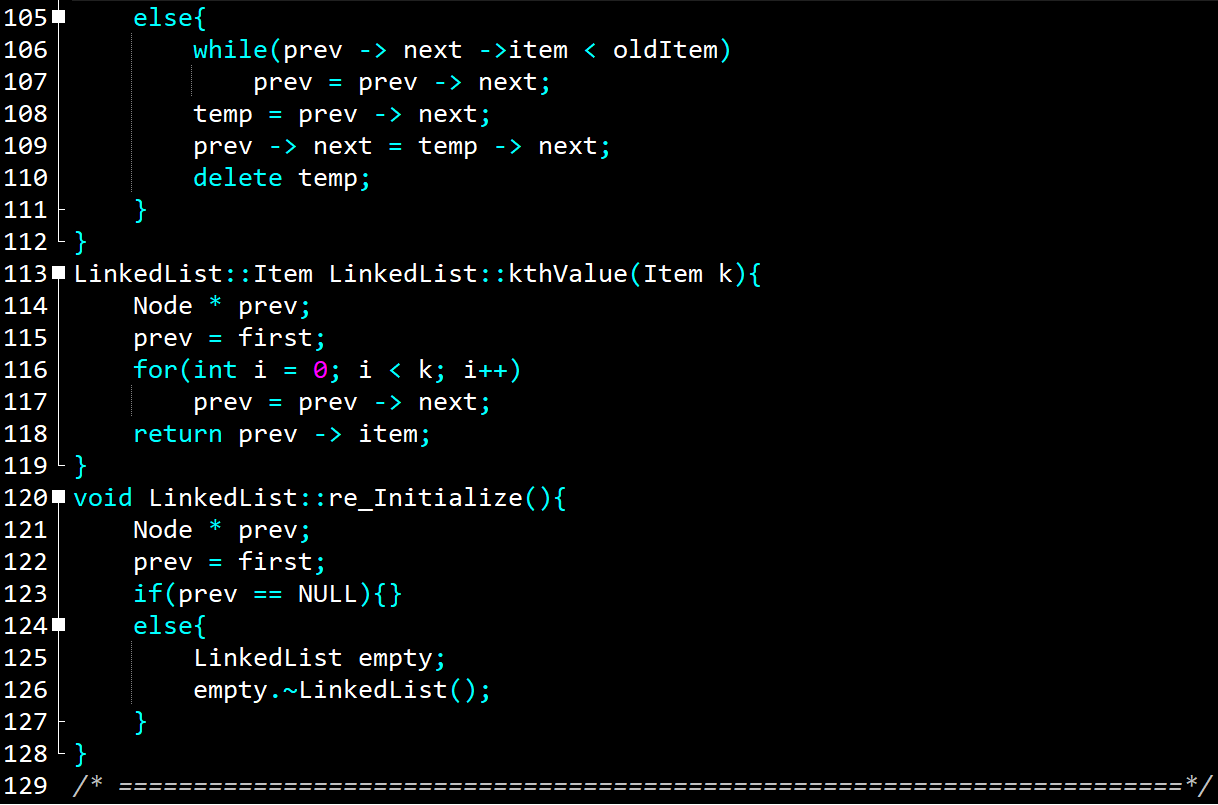 105 else{
106 while(prev -> next ->item < oldItem)
107 prev = prev -> next;
108 temp = prev -> next;
109 prev -> next = temp -> next;
110 delete temp;
111 }
112 }
113 LinkedList::Item LinkedList::kthValue(Item k){
114 Node * prev;
115 prev = first;
116 for(int i = 0; i < k; i++)
117 prev = prev -> next;
118 return prev -> item;
119 }
120 void LinkedList::re_Initialize(){
121 Node * prev;
122 prev = first;
123 if(prev == NULL){}
124 else{
125 LinkedList empty;
126 empty.~LinkedList();
127 }
128 }
129 /* =======================================================================*/